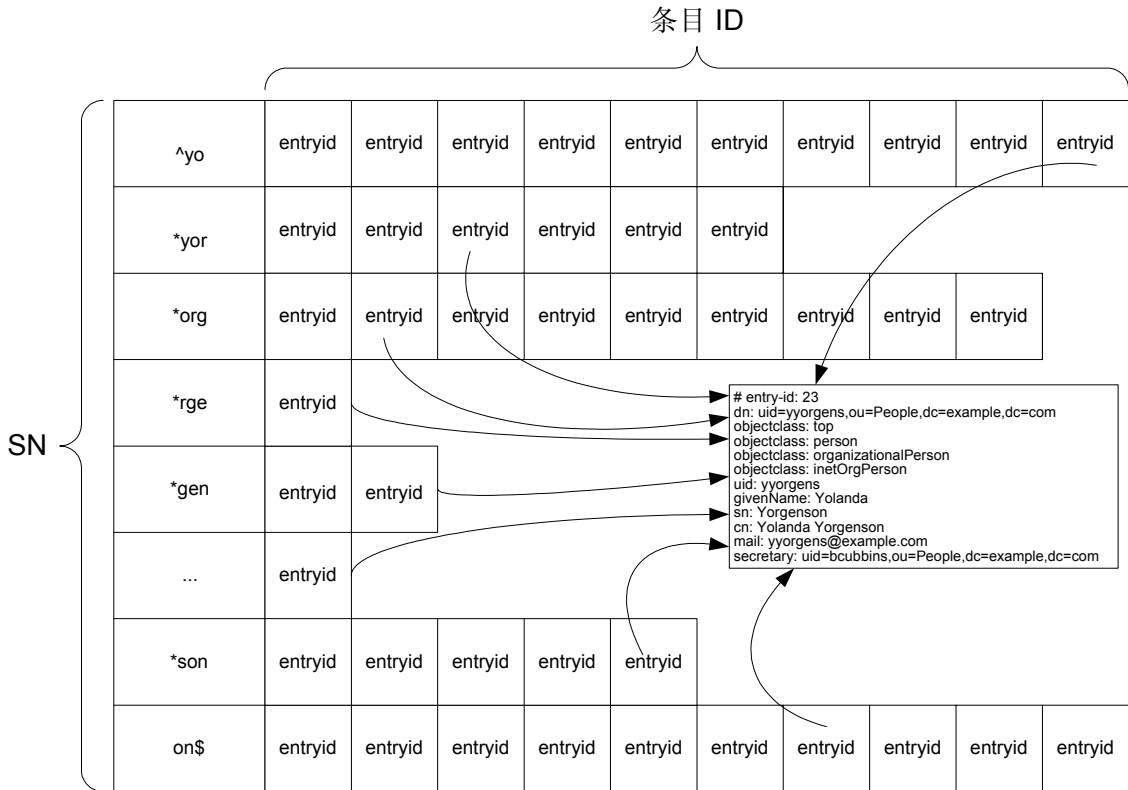 条目 ID
SN
^yo entryid entryid entryid entryid entryid entryid entryid entryid entryid entryid
*yor entryid entryid entryid entryid entryid entryid
*org entryid entryid entryid entryid entryid entryid entryid entryid entryid
*rge entryid
*gen entryid entryid
... entryid
*son entryid entryid entryid entryid entryid
on$ entryid entryid entryid entryid entryid entryid entryid entryid entryid entryid
# entry-id: 23
dn: uid=yyorgens,ou=People,dc=example,dc=com
objectclass: top
objectclass: person
objectclass: organizationalPerson
objectclass: inetOrgPerson
uid: yyorgens
givenName: Yolanda
sn: Yorgenson
cn: Yolanda Yorgenson
mail: yyorgens@example.com
secretary: uid=bcubbins,ou=People,dc=example,dc=com